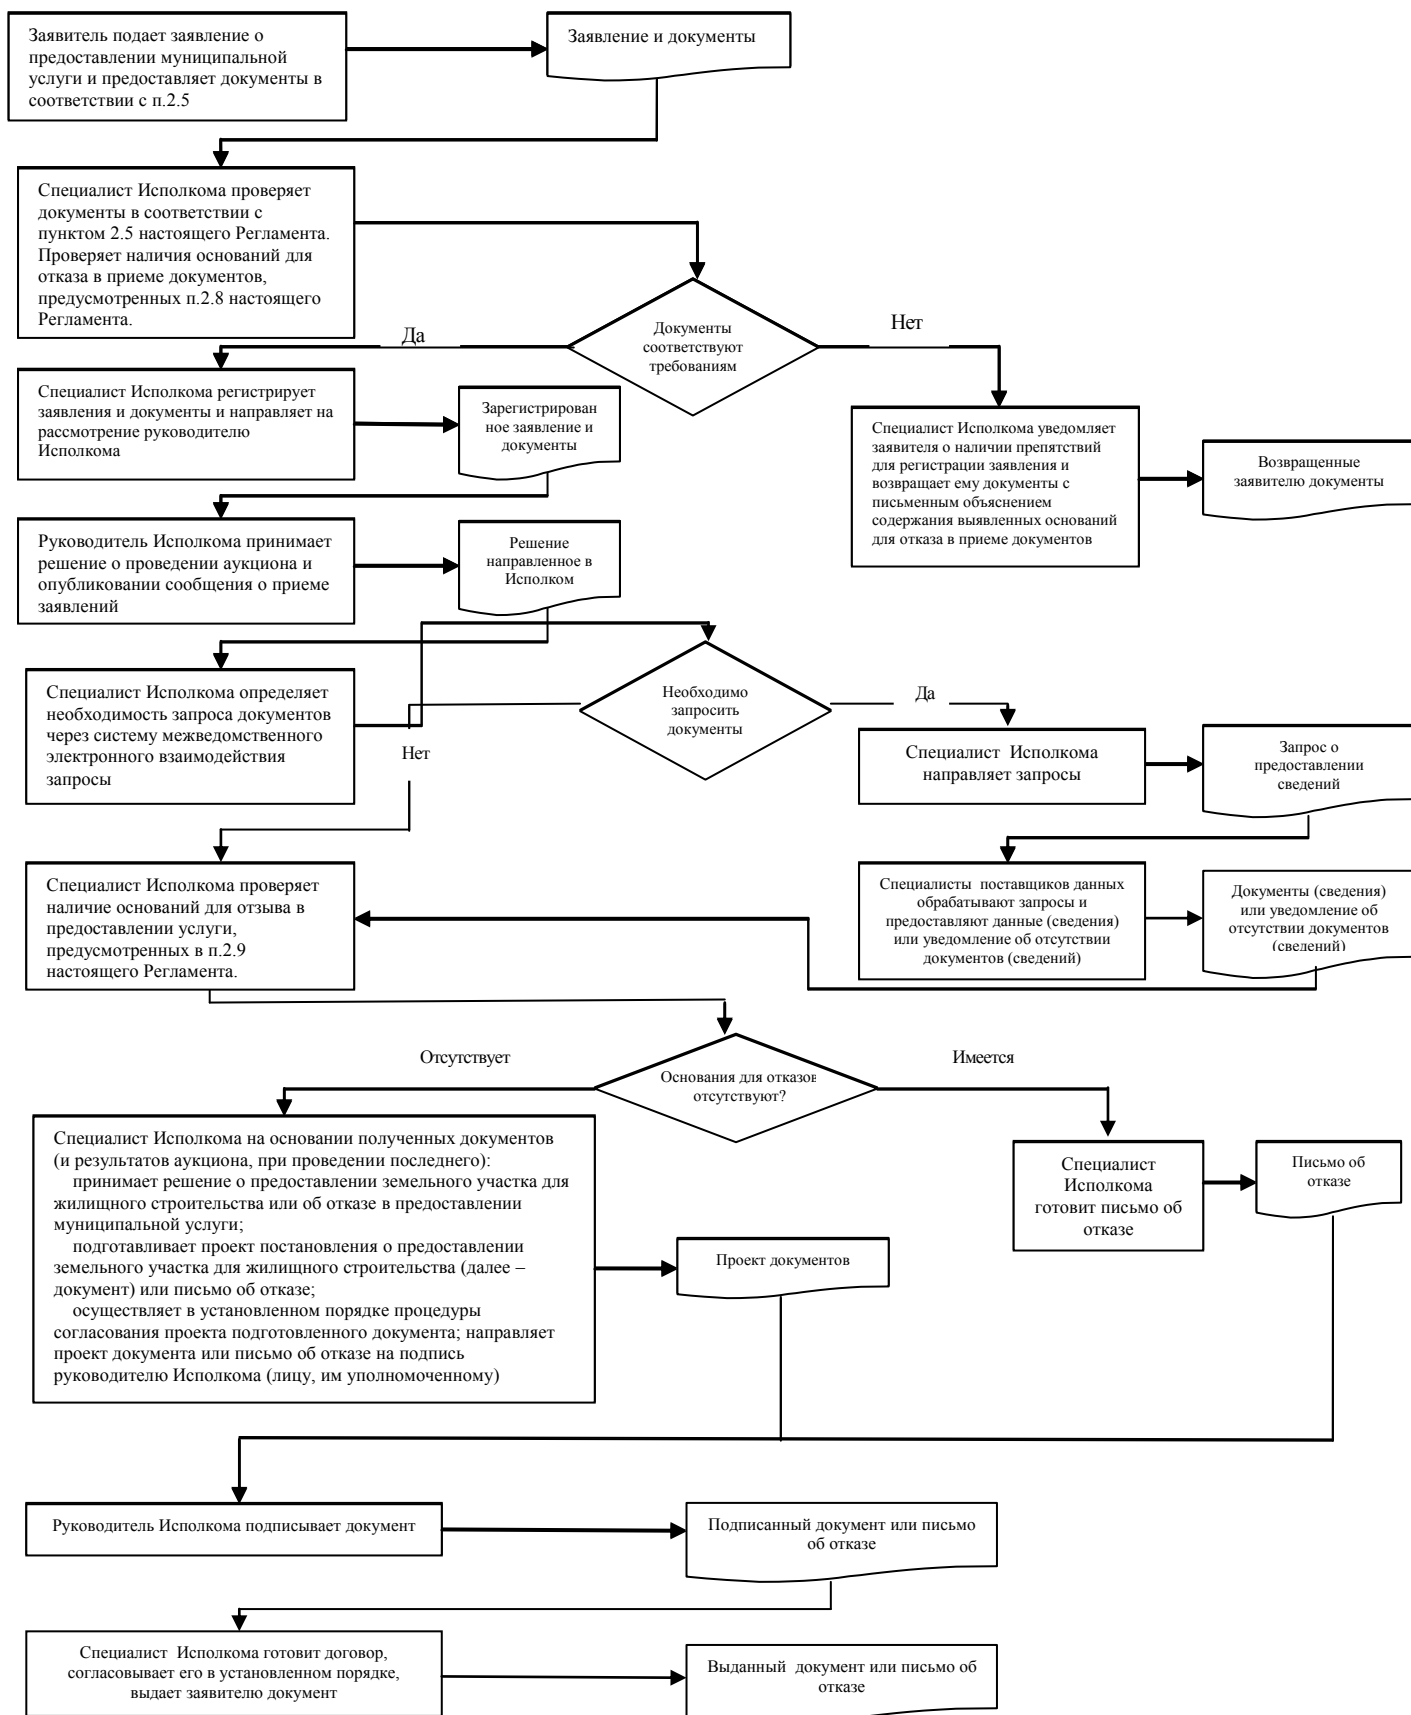 Заявитель подает заявление о
предоставлении муниципальной
услуги и предоставляет документы в
соответствии с п.2.5
Заявление и документы
Специалист Исполкома проверяет
документы в соответствии с
пунктом 2.5 настоящего Регламента.
Проверяет наличия оснований для
отказа в приеме документов,
предусмотренных п.2.8 настоящего
Регламента.
Да
Документы
соответствуют
требованиям
Нет
Специалист Исполкома регистрирует
заявления и документы и направляет на
рассмотрение руководителю
Исполкома
Зарегистрирован
ное заявление и
документы
Специалист Исполкома уведомляет
заявителя о наличии препятствий
для регистрации заявления и
возвращает ему документы с
письменным объяснением
содержания выявленных оснований
для отказа в приеме документов
Возвращенные
заявителю документы
Руководитель Исполкома принимает
решение о проведении аукциона и
опубликовании сообщения о приеме
заявлений
Решение
направленное в
Исполком
Специалист Исполкома определяет
необходимость запроса документов
через систему межведомственного
электронного взаимодействия
запросы
Нет
Необходимо
запросить
документы
Да
Специалист  Исполкома
направляет запросы
Запрос о
предоставлении
сведений
Специалист Исполкома проверяет
наличие оснований для отзыва в
предоставлении услуги,
предусмотренных в п.2.9
настоящего Регламента.
Специалисты  поставщиков данных
обрабатывают запросы и
предоставляют данные (сведения)
или уведомление об отсутствии
документов (сведений)
Документы (сведения)
или уведомление об
отсутствии документов
(сведений)
Отсутствует
Основания для отказов
отсутствуют?
Имеется
Специалист Исполкома на основании полученных документов
(и результатов аукциона, при проведении последнего):
принимает решение о предоставлении земельного участка для
жилищного строительства или об отказе в предоставлении
муниципальной услуги;
подготавливает проект постановления о предоставлении
земельного участка для жилищного строительства (далее –
документ) или письмо об отказе;
осуществляет в установленном порядке процедуры
согласования проекта подготовленного документа; направляет
проект документа или письмо об отказе на подпись
руководителю Исполкома (лицу, им уполномоченному)
Проект документов
Специалист
Исполкома
готовит письмо об
отказе
Письмо об
отказе
Руководитель Исполкома подписывает документ
Подписанный документ или письмо
об отказе
Специалист  Исполкома готовит договор,
согласовывает его в установленном порядке,
выдает заявителю документ
Выданный  документ или письмо об
отказе